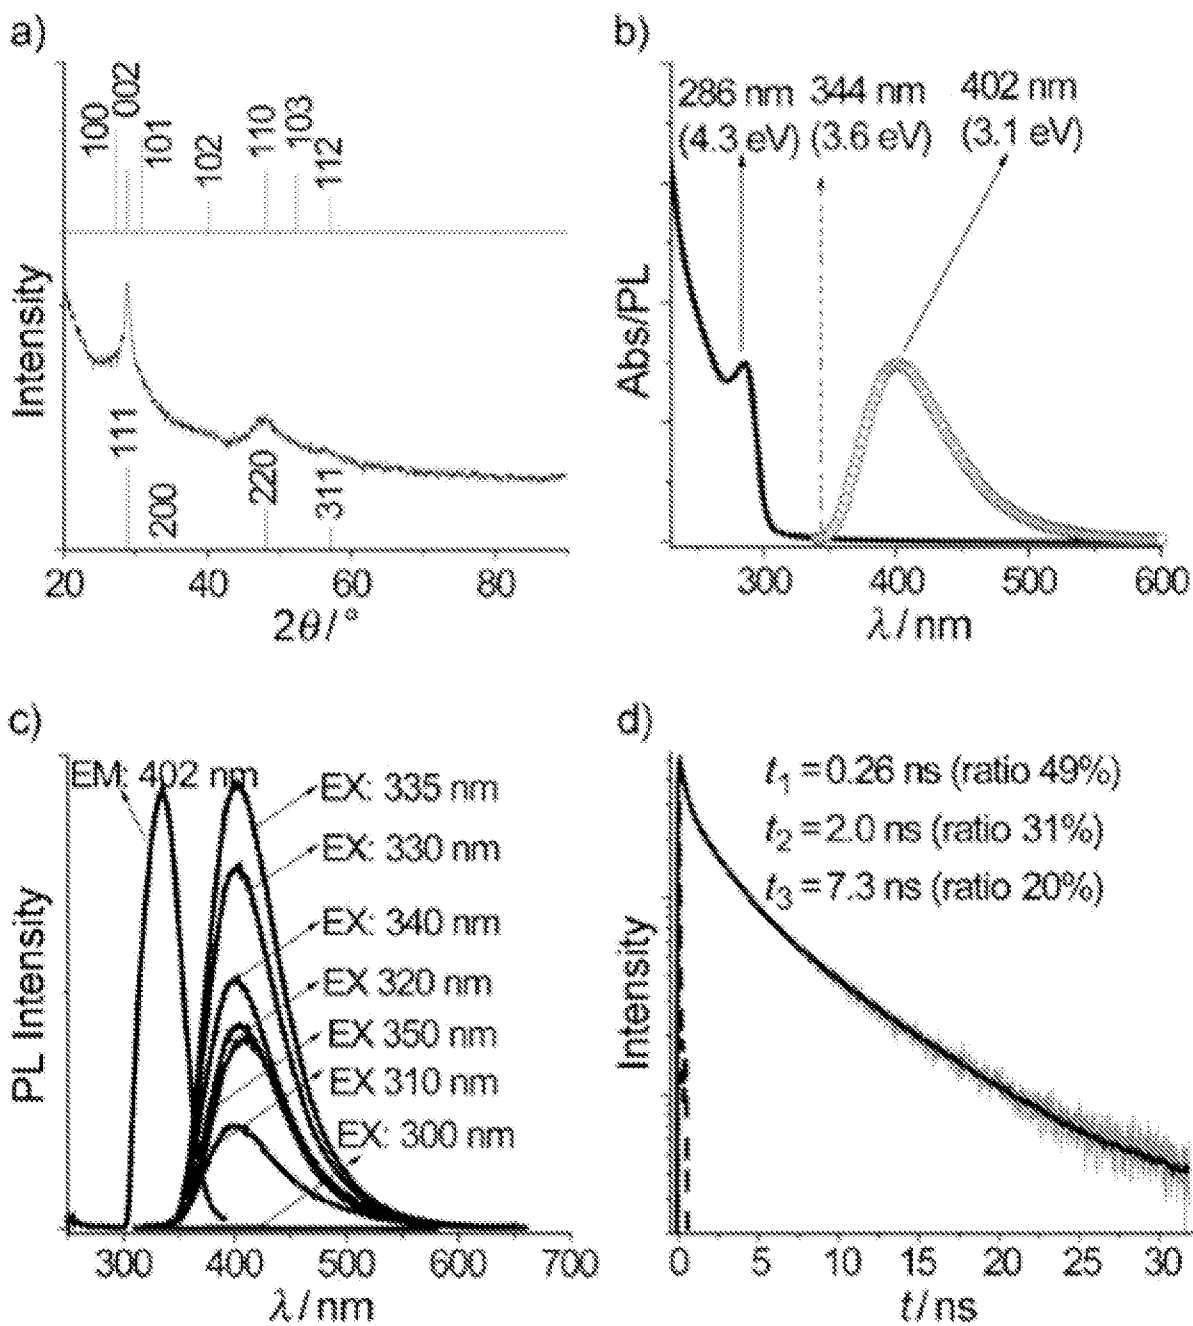 a)
100
002
101
102
110
103
112
Intensity
111
200
220
311
20
40
60
80
2θ/°
b)
286 nm
(4.3 eV)
344 nm
(3.6 eV)
402 nm
(3.1 eV)
Abs/PL
300
400
500
600
λ/nm
c)
EM: 402 nm
EX: 335 nm
EX: 330 nm
EX: 340 nm
EX 320 nm
EX 350 nm
EX 310 nm
EX: 300 nm
PL Intensity
300
400
500
600
700
λ/nm
d)
t1 = 0.26 ns (ratio 49%)
t2 = 2.0 ns (ratio 31%)
t3 = 7.3 ns (ratio 20%)
Intensity
0
5
10
15
20
25
30
t/ns